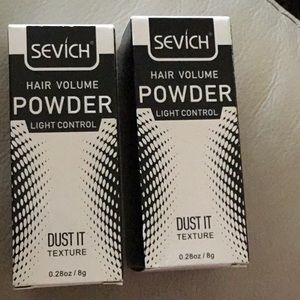 SEVICH®
HAIR VOLUME
POWDER
LIGHT CONTROL
DUST IT
TEXTURE
0.28oz / 8g
SEVICH®
HAIR VOLUME
POWDER
LIGHT CONTROL
DUST IT
TEXTURE
0.28oz / 8g